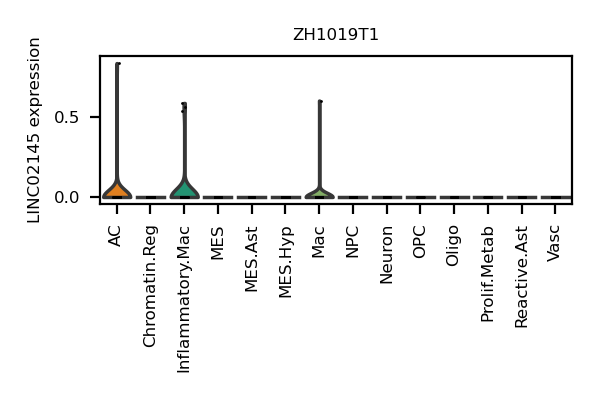 ZH1019T1
LINC02145 expression
0.5
0.0
AC
Chromatin.Reg
Inflammatory.Mac
MES
MES.Ast
MES.Hyp
Mac
NPC
Neuron
OPC
Oligo
Prolif.Metab
Reactive.Ast
Vasc